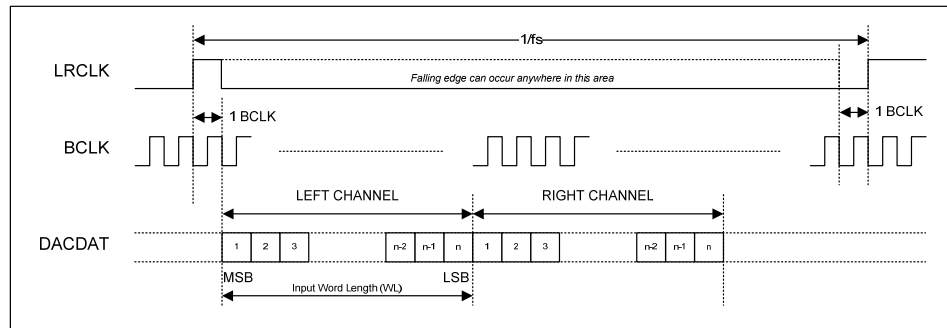 1/fs
LRCLK
Falling edge can occur anywhere in this area
1 BCLK
1 BCLK
BCLK
LEFT CHANNEL
RIGHT CHANNEL
DACDAT
1 2 3 n-2 n-1 n 1 2 3 n-2 n-1 n
MSB
LSB
Input Word Length (WL)